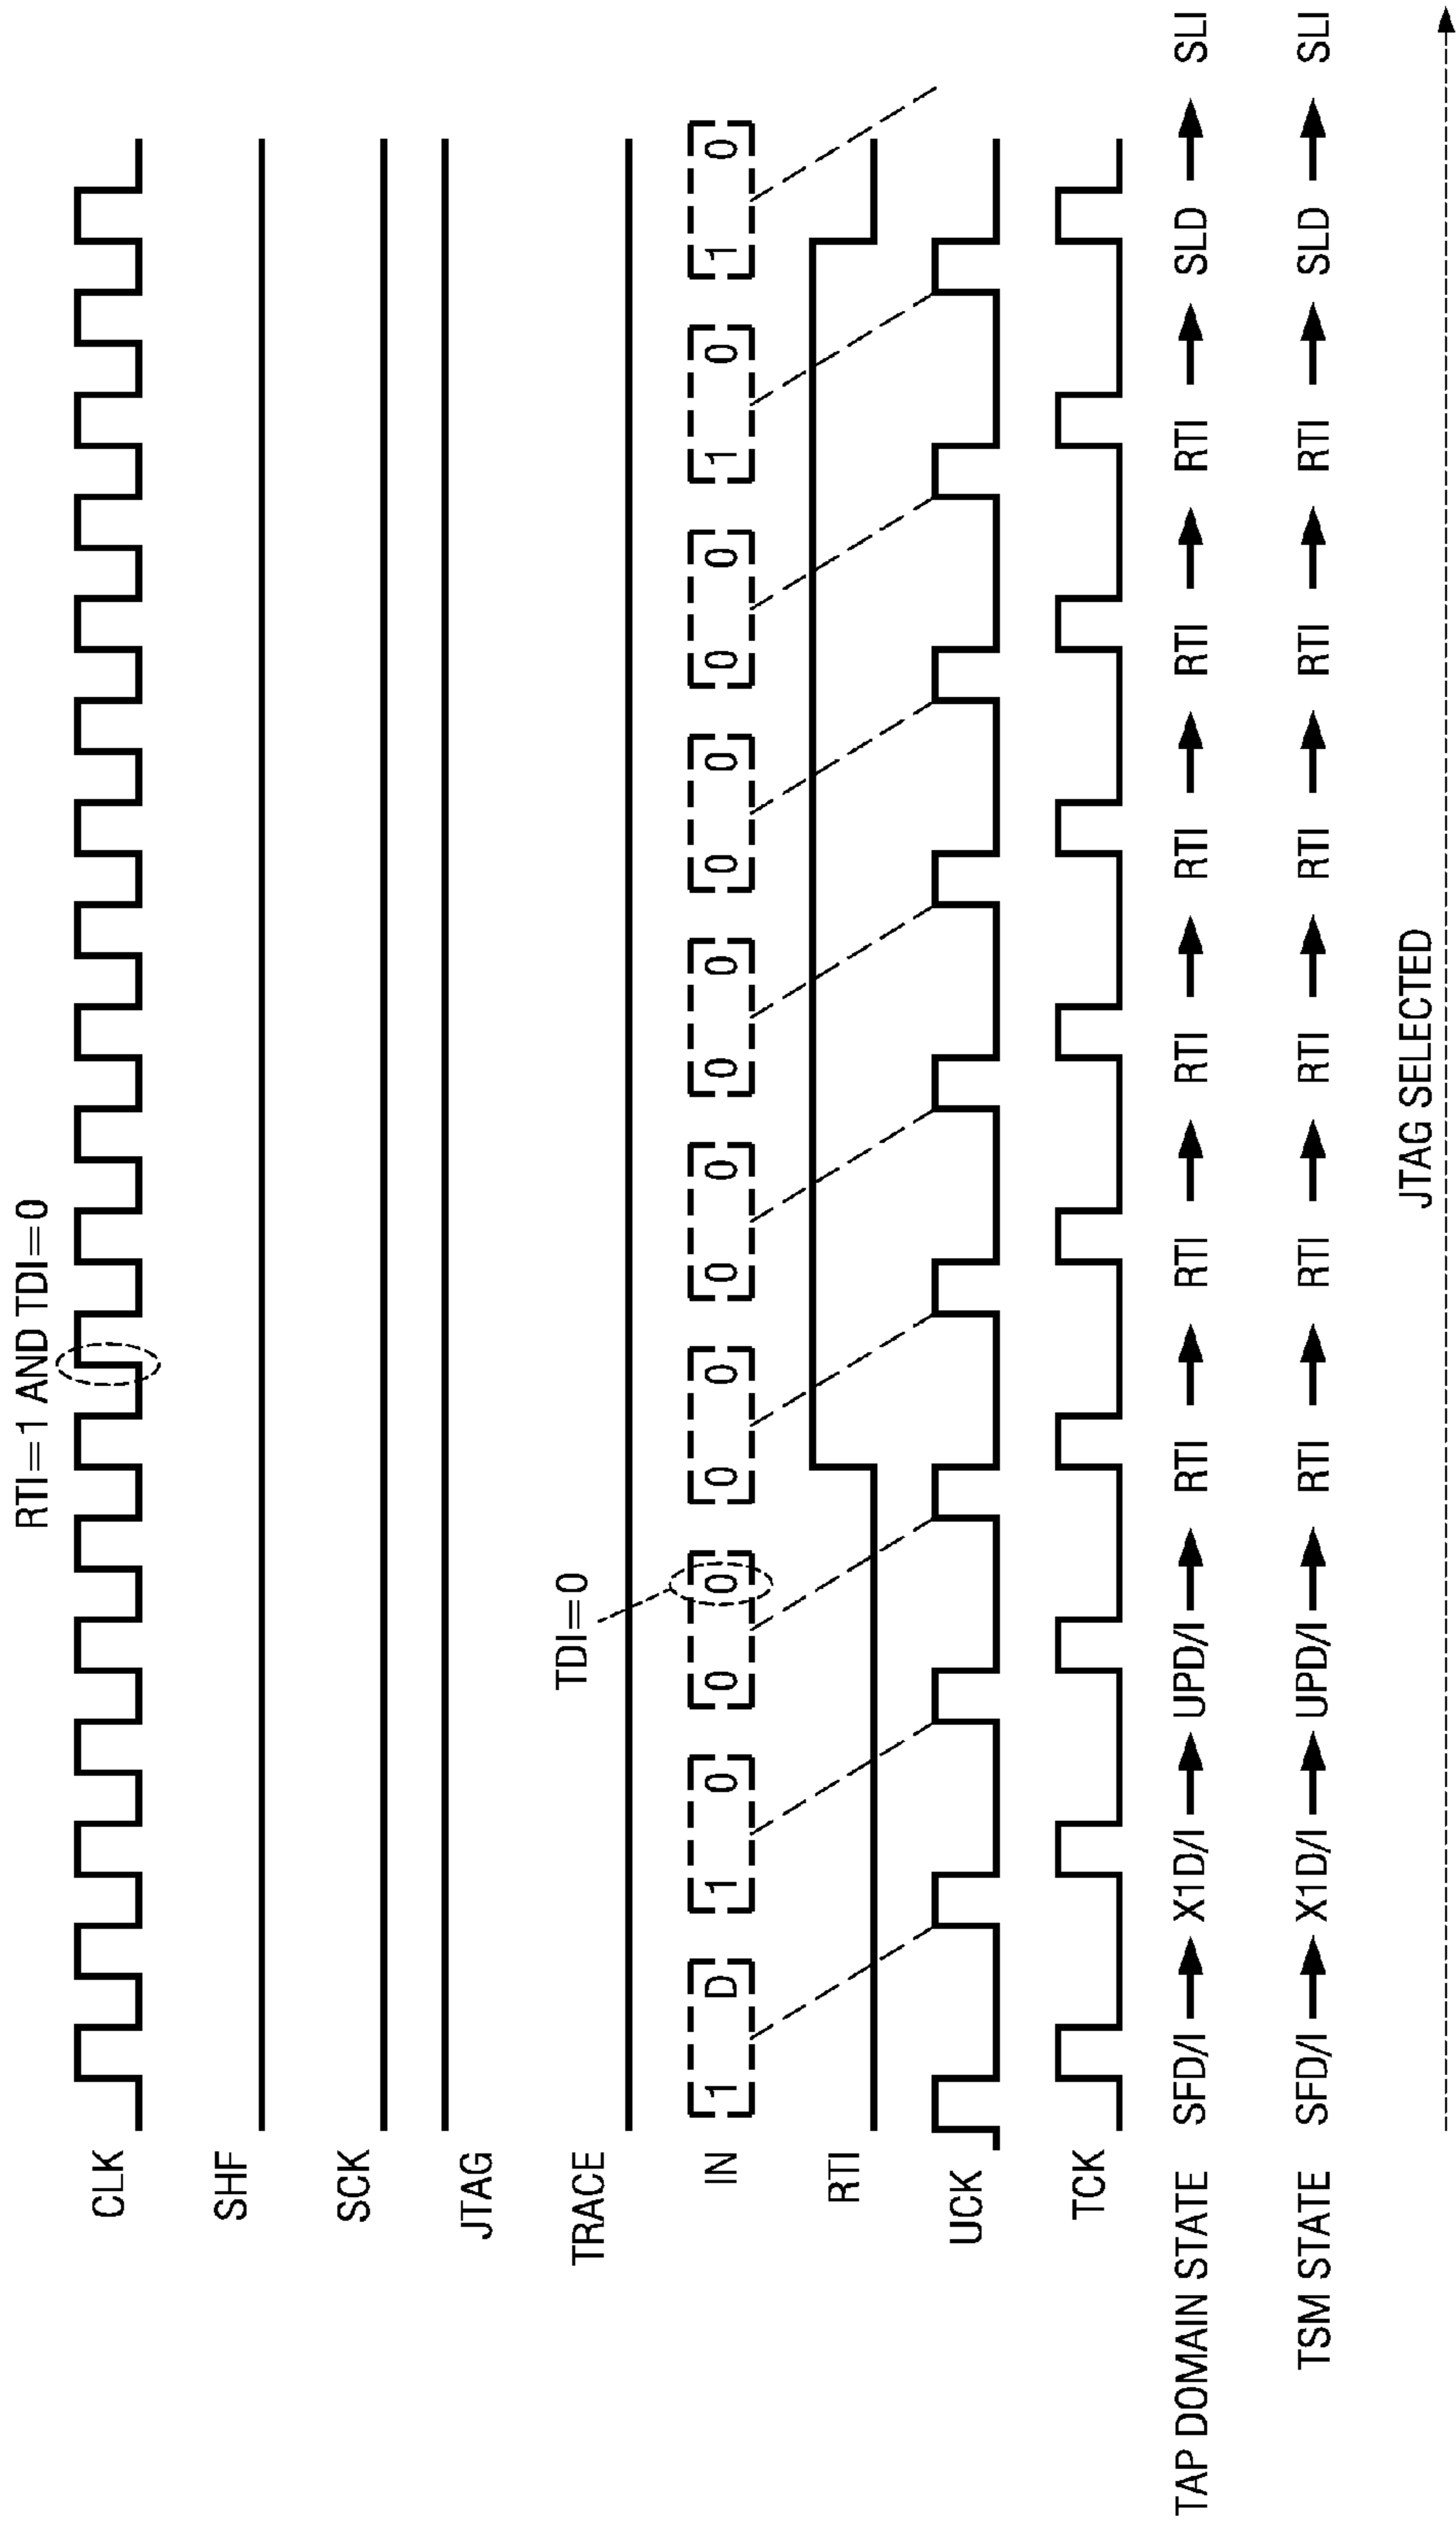 RTI=1 AND TDI=0
CLK
SHF
SCK
JTAG
TDI=0
TRACE
IN 1 D 1 0 0 0 0 0 0 0 0 0 0 0 0 0 1 0 1 0
RTI
UCK
TCK
TAP DOMAIN STATE SFD/I → X1D/I → UPD/I → RTI → RTI → RTI → RTI → RTI → RTI → SLD → SLI
TSM STATE SFD/I → X1D/I → UPD/I → RTI → RTI → RTI → RTI → RTI → RTI → SLD → SLI
JTAG SELECTED